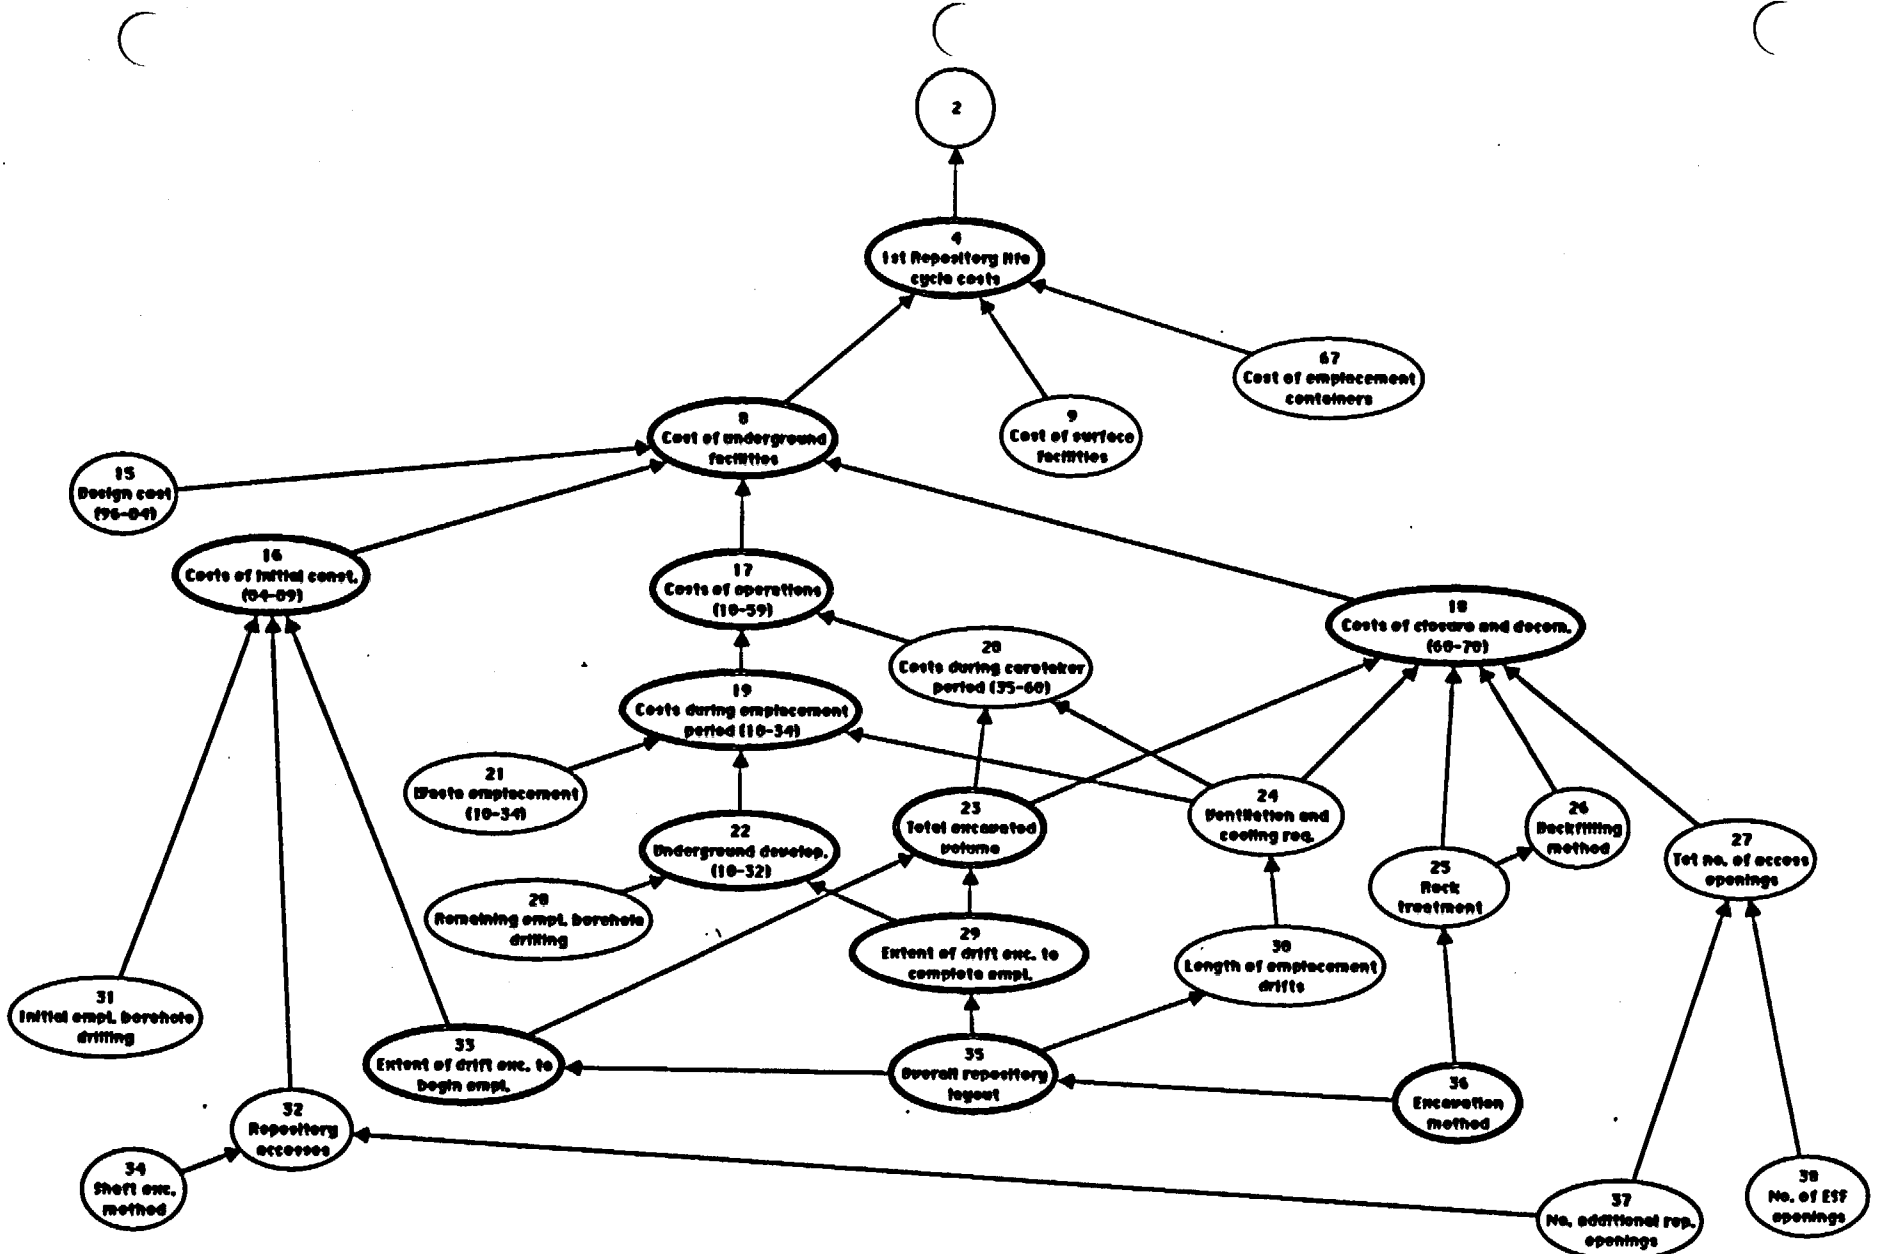 2
4
1st Repository life
cycle costs
67
Cost of emplacement
containers
8
Cost of underground
facilities
9
Cost of surface
facilities
15
Design cost
(96-04)
16
Costs of initial const.
(04-09)
17
Costs of operations
(10-59)
18
Costs of closure and decom.
(60-70)
20
Costs during caretaker
period (35-60)
19
Costs during emplacement
period (10-34)
21
Waste emplacement
(10-34)
22
Underground develop.
(10-32)
23
Total excavated
volume
24
Ventilation and
cooling req.
26
Backfilling
method
27
Tot no. of access
openings
25
Rock
treatment
28
Remaining empl. borehole
drilling
29
Extent of drift exc. to
complete empl.
30
Length of emplacement
drifts
31
Initial empl. borehole
drilling
33
Extent of drift exc. to
begin empl.
35
Overall repository
layout
36
Excavation
method
32
Repository
accesses
34
Shaft exc.
method
37
No. additional rep.
openings
38
No. of ESF
openings